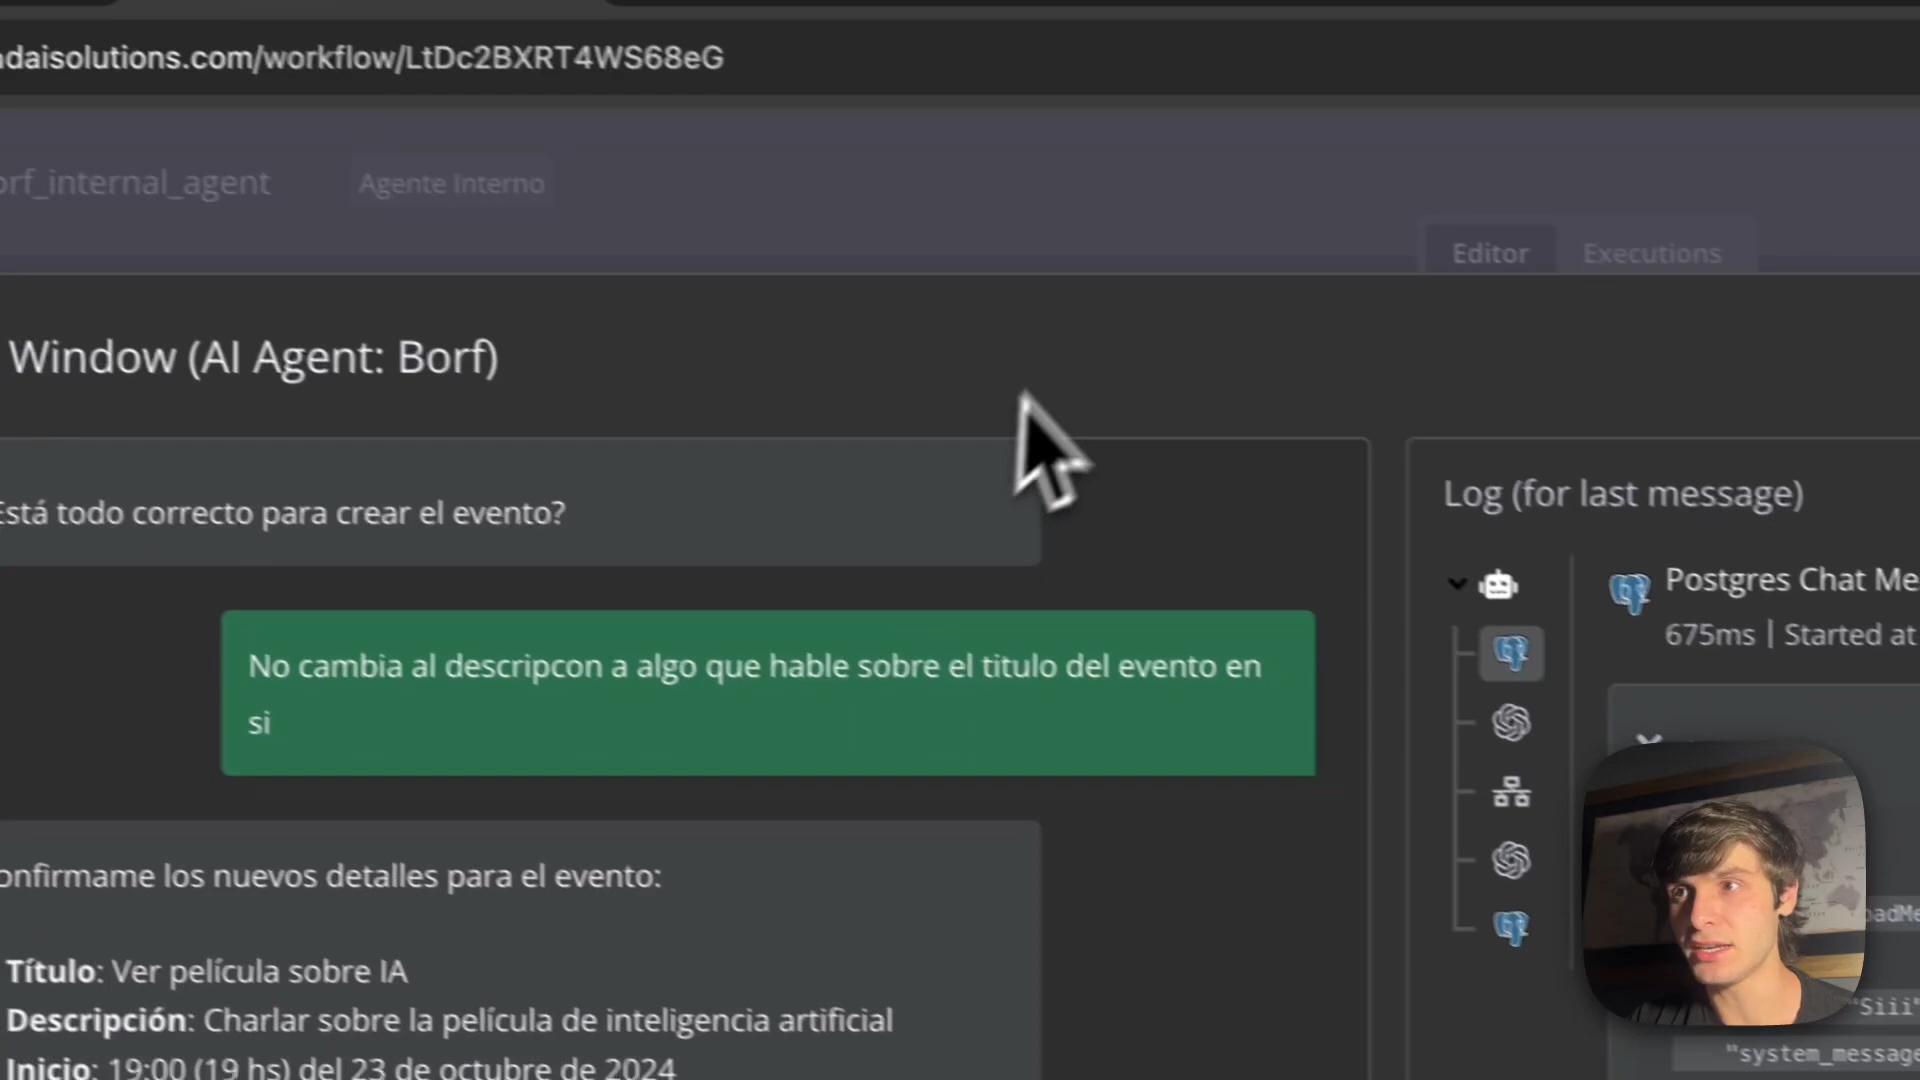 daisolutions.com/workflow/LtDc2BXRT4WS68eG
orf_internal_agent
Agente Interno
Editor
Executions
Window (AI Agent: Borf)
Está todo correcto para crear el evento?
Log (for last message)
Postgres Chat Me
675ms | Started at
No cambia al descripcon a algo que hable sobre el titulo del evento en
si
onfirmame los nuevos detalles para el evento:
Título: Ver película sobre IA
Descripción: Charlar sobre la película de inteligencia artificial
Inicio: 19:00 (19 hs) del 23 de octubre de 2024
oadMe
"Siii"
"system_message